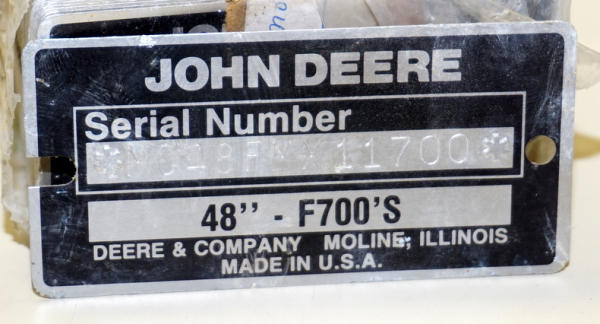 JOHN DEERE
Serial Number
48'' - F700'S
DEERE & COMPANY MOLINE, ILLINOIS
MADE IN U.S.A.